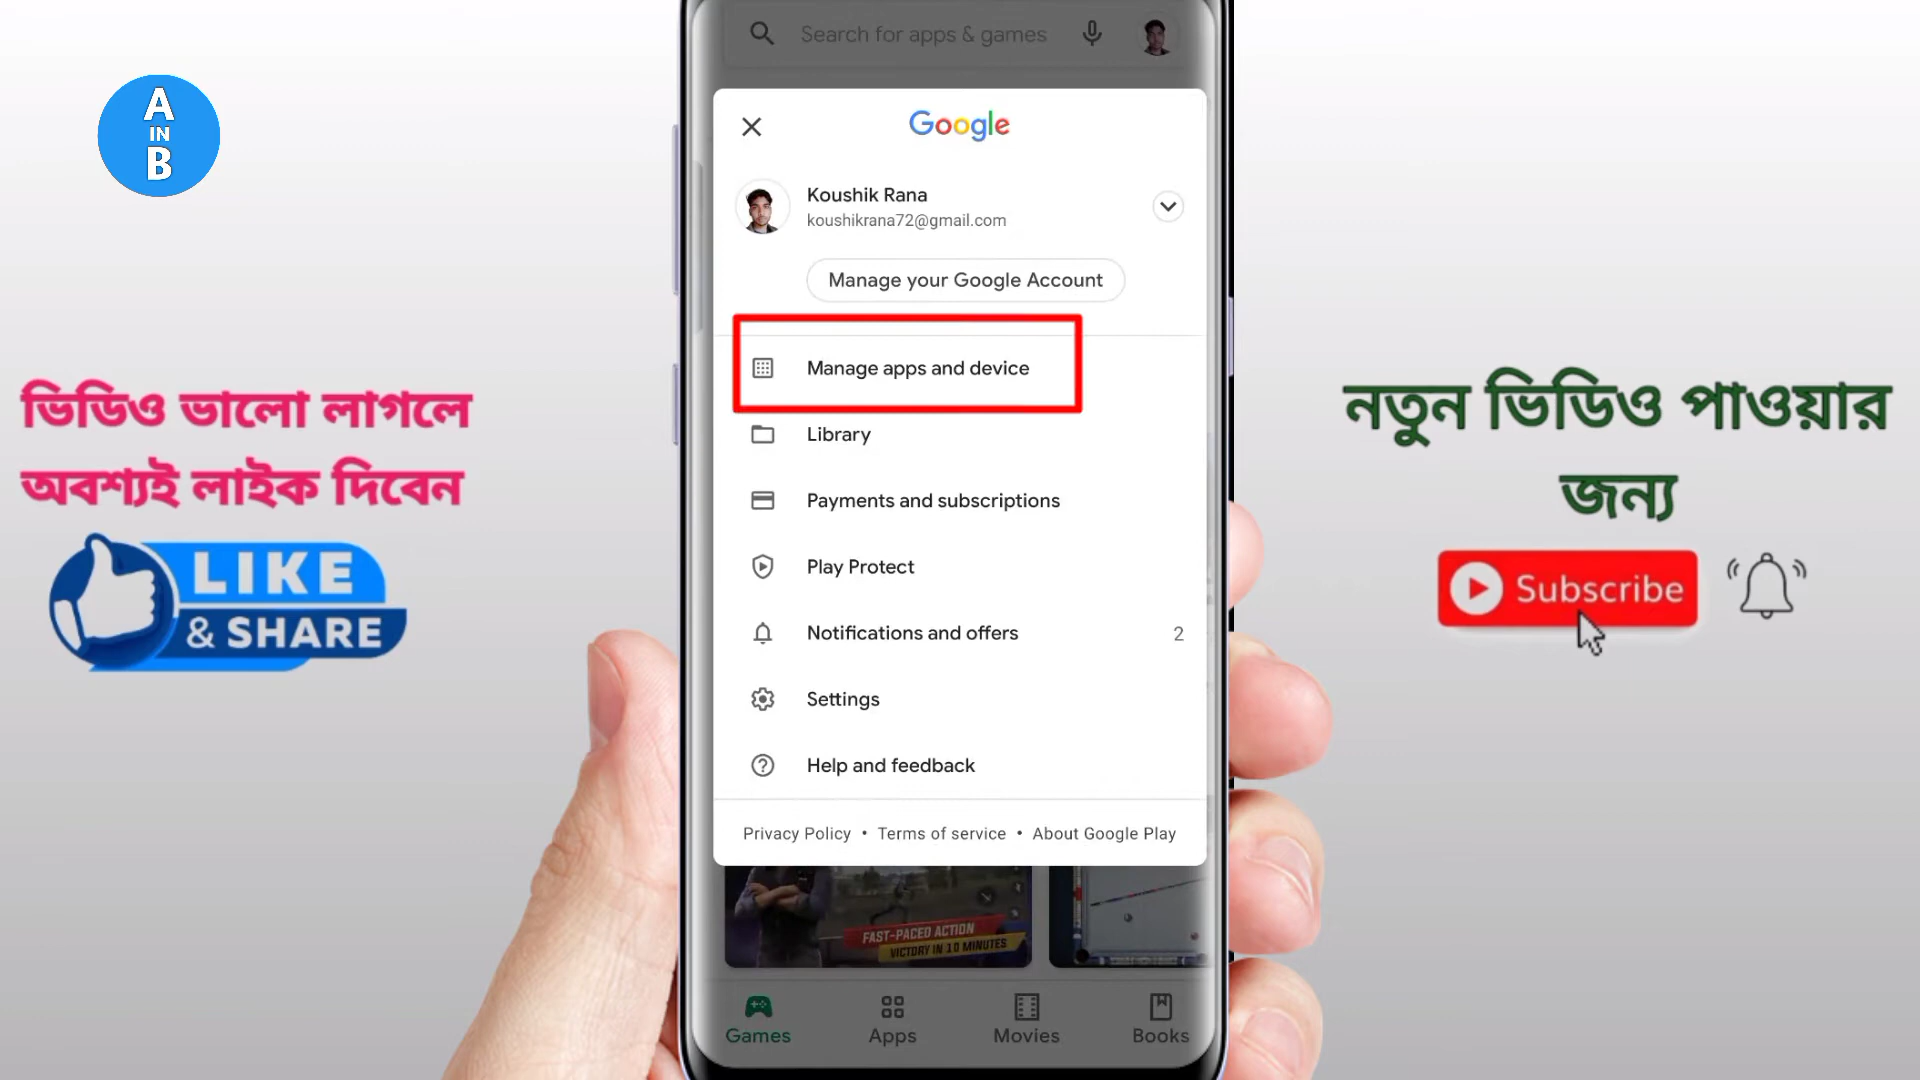 Search for apps & games
A
IN
B
Google
Koushik Rana
koushikrana72@gmail.com
Manage your Google Account
Manage apps and device
Library
Payments and subscriptions
Play Protect
Notifications and offers 2
Settings
Help and feedback
Privacy Policy • Terms of service • About Google Play
ভিডিও ভালো লাগলে
অবশ্যই লাইক দিবেন
LIKE
& SHARE
নতুন ভিডিও পাওয়ার
জন্য
Subscribe
FAST-PACED ACTION
VICTORY IN 10 MINUTES
Games Apps Movies Books